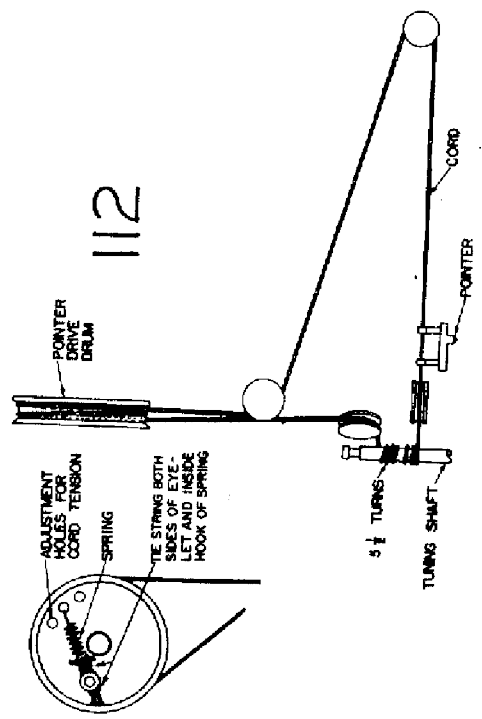 112
POINTER
DRIVE
DRUM
ADJUSTMENT
HOLES FOR
CORD TENSION
SPRING
TIE STRING BOTH
SIDES OF EYE-
LET AND INSIDE
HOOK OF SPRING
5 1/2 TURNS
TUNING SHAFT
POINTER
CORD